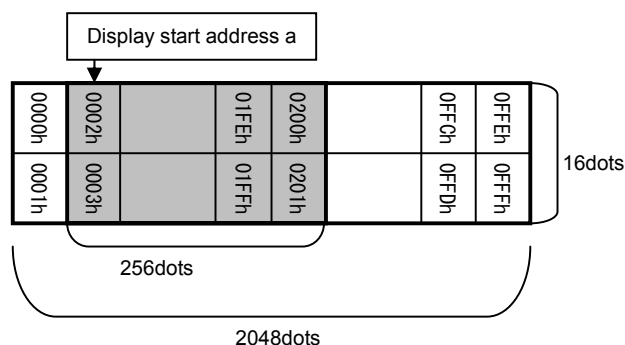 Display start address a
0000h 0002h 01FEh 0200h 0FFCh 0FFEh
0001h 0003h 01FFh 0201h 0FFDh 0FFFh
16dots
256dots
2048dots